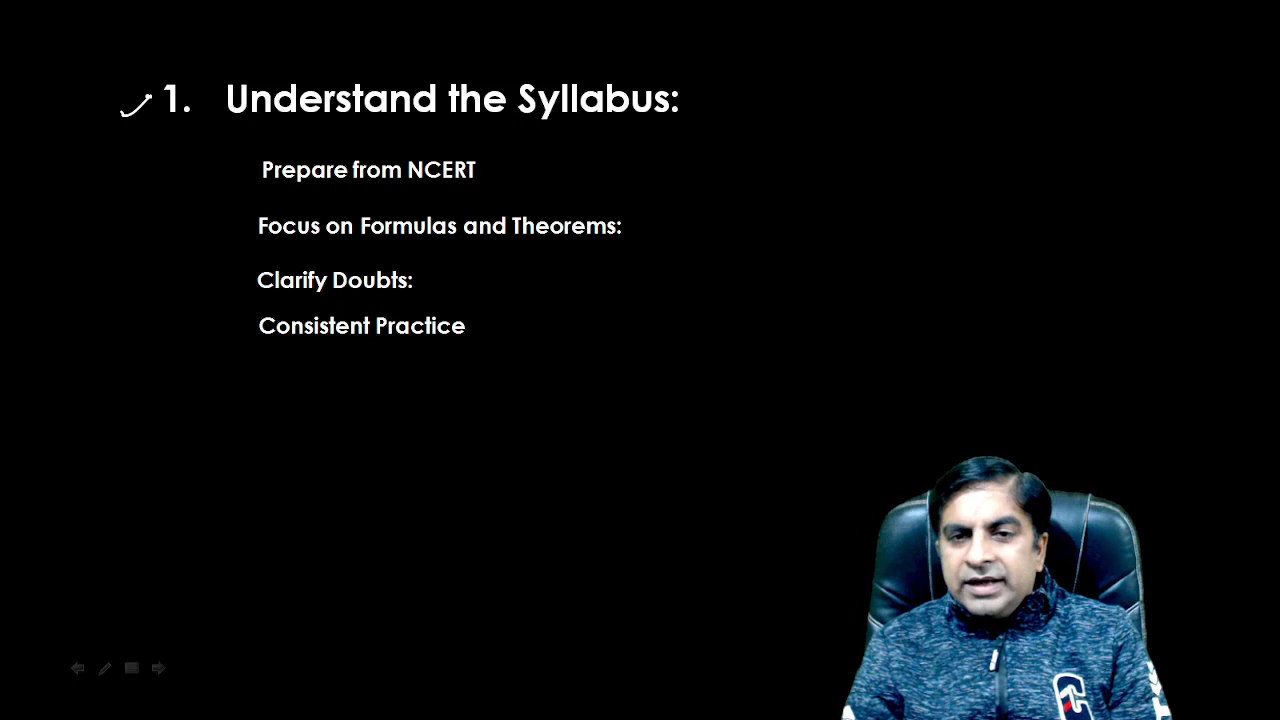 1. Understand the Syllabus:
Prepare from NCERT
Focus on Formulas and Theorems:
Clarify Doubts:
Consistent Practice